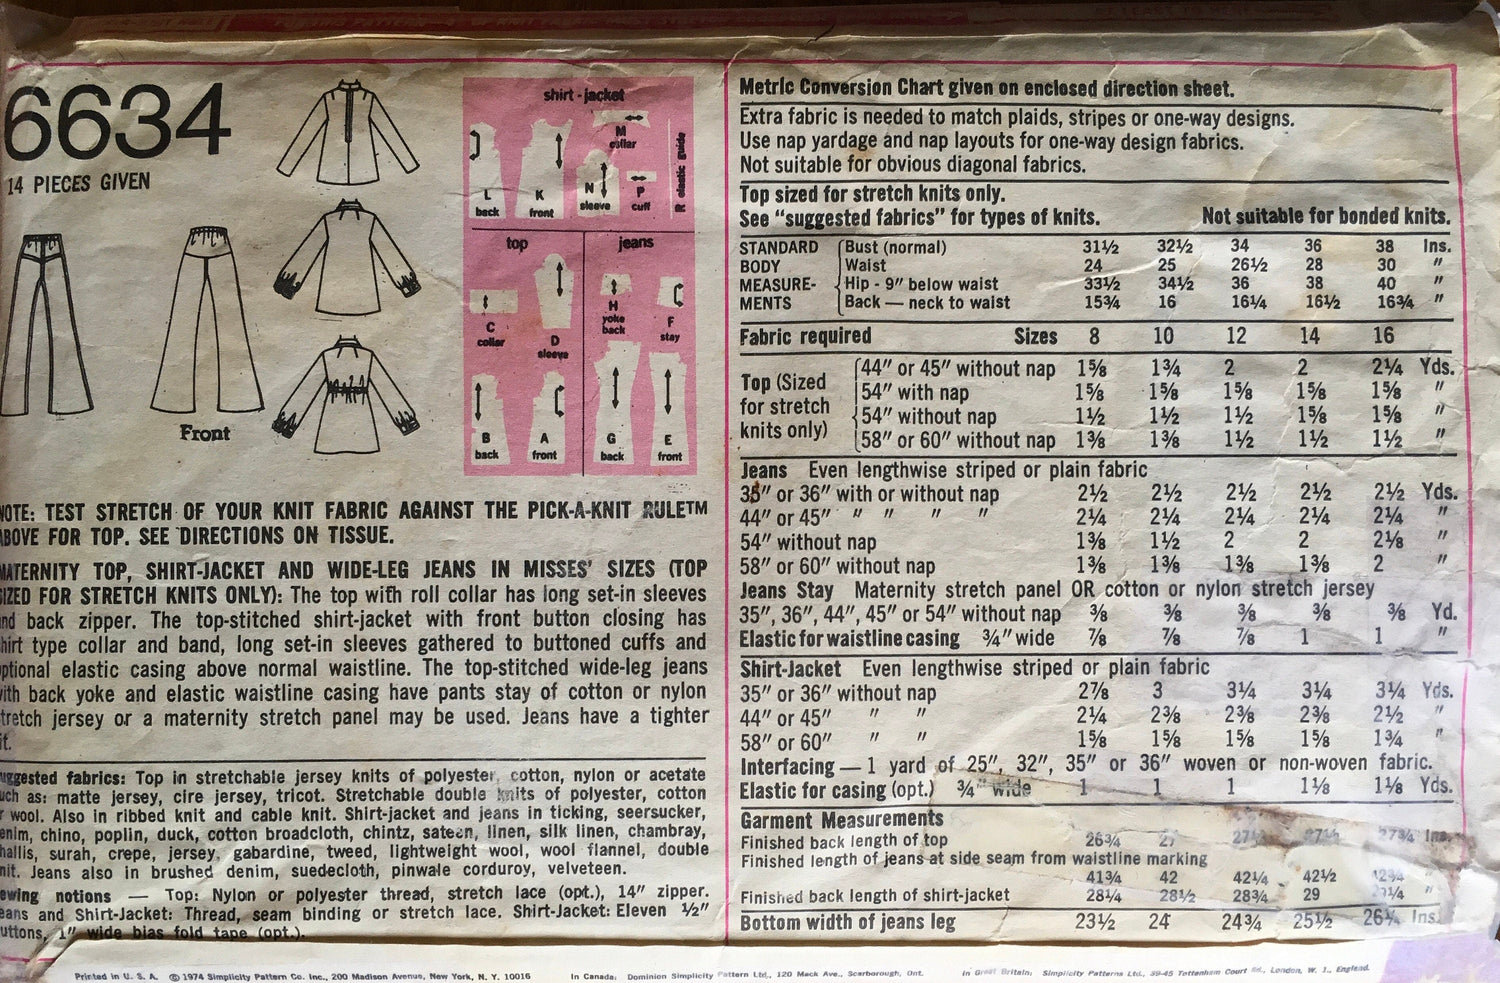 6634
14 PIECES GIVEN
Front
shirt-jacket
L
back
K
front
M
collar
N
sleeve
P
cuff
R elastic guide
top
C
collar
D
sleeve
B
back
A
front
jeans
H
yoke
back
F
stay
G
back
E
front
NOTE: TEST STRETCH OF YOUR KNIT FABRIC AGAINST THE PICK-A-KNIT RULE™
ABOVE FOR TOP. SEE DIRECTIONS ON TISSUE.
MATERNITY TOP, SHIRT-JACKET AND WIDE-LEG JEANS IN MISSES' SIZES (TOP
SIZED FOR STRETCH KNITS ONLY): The top with roll collar has long set-in sleeves
and back zipper. The top-stitched shirt-jacket with front button closing has
shirt type collar and band, long set-in sleeves gathered to buttoned cuffs and
optional elastic casing above normal waistline. The top-stitched wide-leg jeans
with back yoke and elastic waistline casing have pants stay of cotton or nylon
stretch jersey or a maternity stretch panel may be used. Jeans have a tighter
fit.
Suggested fabrics: Top in stretchable jersey knits of polyester, cotton, nylon or acetate
such as: matte jersey, cire jersey, tricot. Stretchable double knits of polyester, cotton
or wool. Also in ribbed knit and cable knit. Shirt-jacket and jeans in ticking, seersucker,
denim, chino, poplin, duck, cotton broadcloth, chintz, sateen, linen, silk linen, chambray,
challis, surah, crepe, jersey, gabardine, tweed, lightweight wool, wool flannel, double
knit. Jeans also in brushed denim, suedecloth, pinwale corduroy, velveteen.
Sewing notions — Top: Nylon or polyester thread, stretch lace (opt.), 14" zipper.
Jeans and Shirt-Jacket: Thread, seam binding or stretch lace. Shirt-Jacket: Eleven ½"
buttons, 1" wide bias fold tape (opt.).
Metric Conversion Chart given on enclosed direction sheet.
Extra fabric is needed to match plaids, stripes or one-way designs.
Use nap yardage and nap layouts for one-way design fabrics.
Not suitable for obvious diagonal fabrics.
Top sized for stretch knits only.
See "suggested fabrics" for types of knits. Not suitable for bonded knits.
STANDARD Bust (normal) 31½ 32½ 34 36 38 Ins.
BODY Waist 24 25 26½ 28 30 "
MEASURE- Hip - 9" below waist 33½ 34½ 36 38 40 "
MENTS Back — neck to waist 15¾ 16 16¼ 16½ 16¾ "
Fabric required Sizes 8 10 12 14 16
Top (Sized for stretch knits only) 44" or 45" without nap 1⅝ 1¾ 2 2 2¼ Yds.
54" with nap 1⅝ 1⅝ 1⅝ 1⅝ 1⅝ "
54" without nap 1½ 1½ 1½ 1⅝ 1⅝ "
58" or 60" without nap 1⅜ 1⅜ 1½ 1½ 1½ "
Jeans Even lengthwise striped or plain fabric
35" or 36" with or without nap 2½ 2½ 2½ 2½ 2½ Yds.
44" or 45" " " " " 2¼ 2¼ 2¼ 2¼ 2¼ "
54" without nap 1⅜ 1½ 2 2 2⅛ "
58" or 60" without nap 1⅜ 1⅜ 1⅜ 1⅜ 2 "
Jeans Stay Maternity stretch panel OR cotton or nylon stretch jersey
35", 36", 44", 45" or 54" without nap ⅜ ⅜ ⅜ ⅜ ⅜ Yd.
Elastic for waistline casing ¾" wide ⅞ ⅞ ⅞ 1 1 "
Shirt-Jacket Even lengthwise striped or plain fabric
35" or 36" without nap 2⅞ 3 3¼ 3¼ 3¼ Yds.
44" or 45" " " 2¼ 2⅜ 2⅜ 2⅜ 2½ "
58" or 60" " " 1⅝ 1⅝ 1⅝ 1⅝ 1¾ "
Interfacing — 1 yard of 25", 32", 35" or 36" woven or non-woven fabric.
Elastic for casing (opt.) ¾" wide 1 1 1 1⅛ 1⅛ Yds.
Garment Measurements
Finished back length of top 26¾ 27¾ Ins.
Finished length of jeans at side seam from waistline marking
41¾ 42 42¼ 42½ "
Finished back length of shirt-jacket 28¼ 28½ 28¾ 29 "
Bottom width of jeans leg 23½ 24 24¾ 25½ Ins.
Printed in U. S. A. © 1974 Simplicity Pattern Co. Inc., 200 Madison Avenue, New York, N. Y. 10016 In Canada: Dominion Simplicity Pattern Ltd., 120 Mack Ave., Scarborough, Ont. In Great Britain: Simplicity Patterns Ltd., 39-45 Tottenham Court Rd., London, W. 1., England.